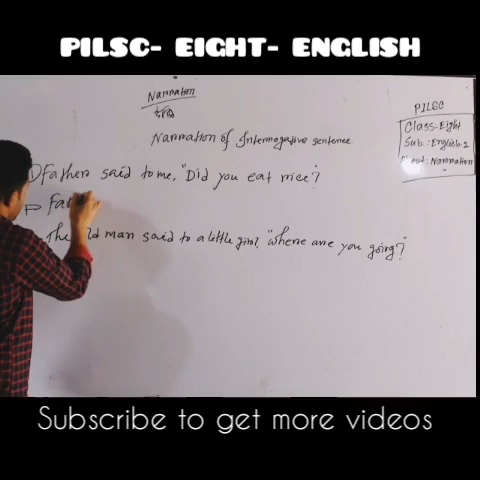 PILSC- EIGHT- ENGLISH
Narration
PILSC
Class-Eight
Sub: English-2
Narration
Narration of Interrogative sentence
1) Father said to me, "Did you eat rice?
Fa
The ld man said to a little girl, "where are you going?"
Subscribe to get more videos